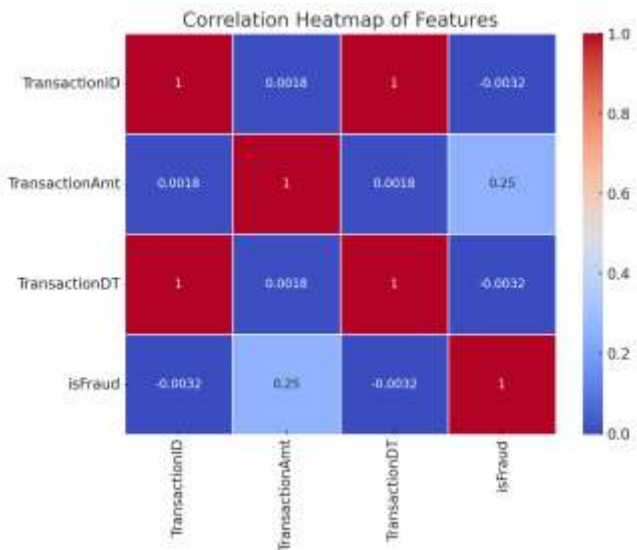 Correlation Heatmap of Features
TransactionID 1 0.0018 1 -0.0032
TransactionAmt 0.0018 1 0.0018 0.25
TransactionDT 1 0.0018 1 -0.0032
isFraud -0.0032 0.25 -0.0032 1
TransactionID TransactionAmt TransactionDT isFraud
1.0
0.8
0.6
0.4
0.2
0.0